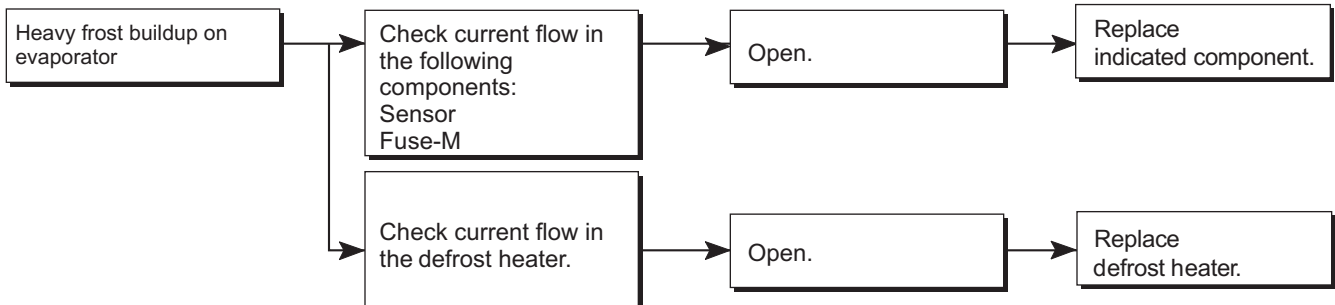 Heavy frost buildup on
evaporator
Check current flow in
the following
components:
Sensor
Fuse-M
Open.
Replace
indicated component.
Check current flow in
the defrost heater.
Open.
Replace
defrost heater.